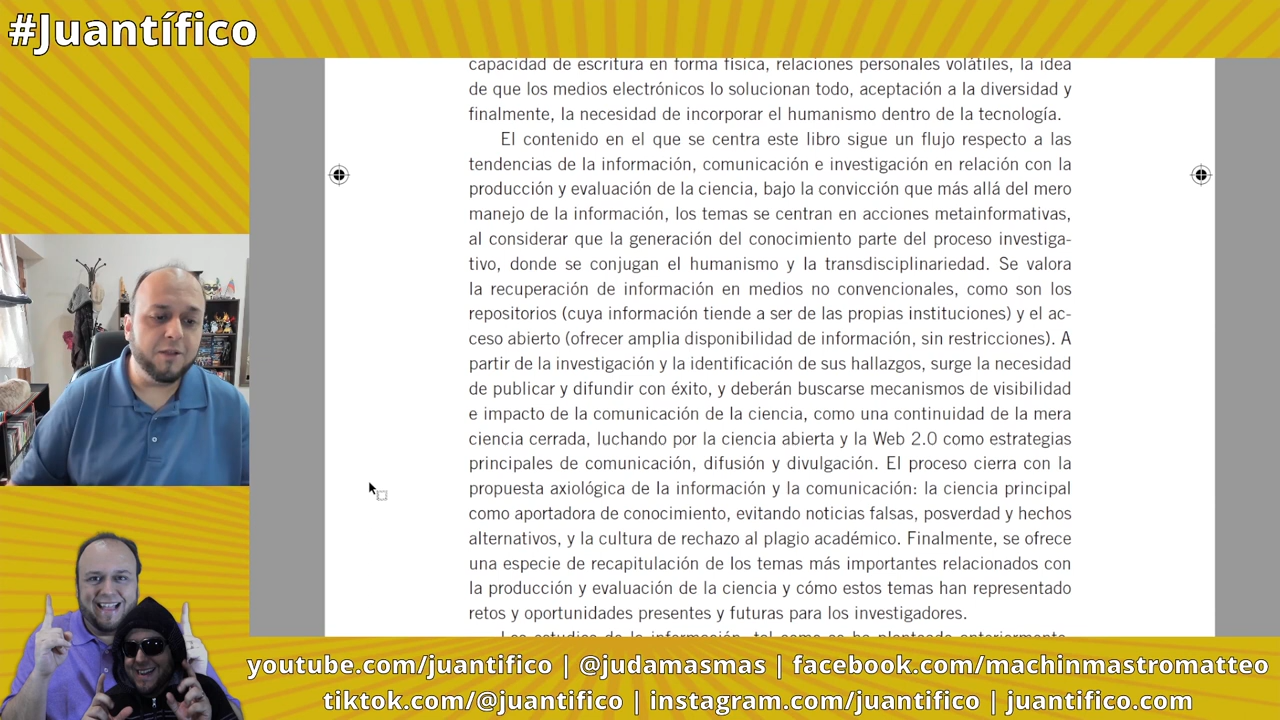 #Juantífico
capacidad de escritura en forma física, relaciones personales volátiles, la idea
de que los medios electrónicos lo solucionan todo, aceptación a la diversidad y
finalmente, la necesidad de incorporar el humanismo dentro de la tecnología.
El contenido en el que se centra este libro sigue un flujo respecto a las
tendencias de la información, comunicación e investigación en relación con la
producción y evaluación de la ciencia, bajo la convicción que más allá del mero
manejo de la información, los temas se centran en acciones metainformativas,
al considerar que la generación del conocimiento parte del proceso investiga-
tivo, donde se conjugan el humanismo y la transdisciplinariedad. Se valora
la recuperación de información en medios no convencionales, como son los
repositorios (cuya información tiende a ser de las propias instituciones) y el ac-
ceso abierto (ofrecer amplia disponibilidad de información, sin restricciones). A
partir de la investigación y la identificación de sus hallazgos, surge la necesidad
de publicar y difundir con éxito, y deberán buscarse mecanismos de visibilidad
e impacto de la comunicación de la ciencia, como una continuidad de la mera
ciencia cerrada, luchando por la ciencia abierta y la Web 2.0 como estrategias
principales de comunicación, difusión y divulgación. El proceso cierra con la
propuesta axiológica de la información y la comunicación: la ciencia principal
como aportadora de conocimiento, evitando noticias falsas, posverdad y hechos
alternativos, y la cultura de rechazo al plagio académico. Finalmente, se ofrece
una especie de recapitulación de los temas más importantes relacionados con
la producción y evaluación de la ciencia y cómo estos temas han representado
retos y oportunidades presentes y futuras para los investigadores.
Los estudios de la información, tal como se ha planteado anteriormente,
youtube.com/juantifico | @judamasmas | facebook.com/machinmastromatteo
tiktok.com/@juantifico | instagram.com/juantifico | juantifico.com